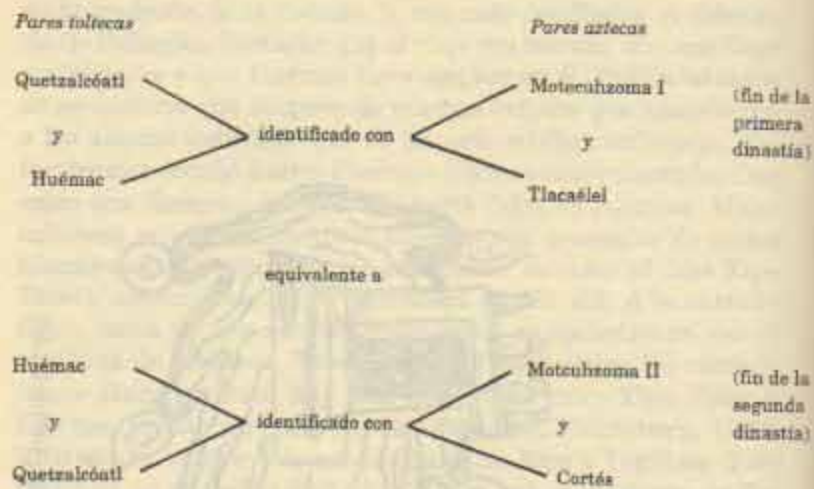 Pares toltecas
Pares aztecas
Quetzalcóatl
y
Huémac
identificado con
Motecuhzoma I
y
Tlacaélel
(fin de la
primera
dinastía)
equivalente a
Huémac
y
Quetzalcóatl
identificado con
Motcuhzoma II
y
Cortés
(fin de la
segunda
dinastía)